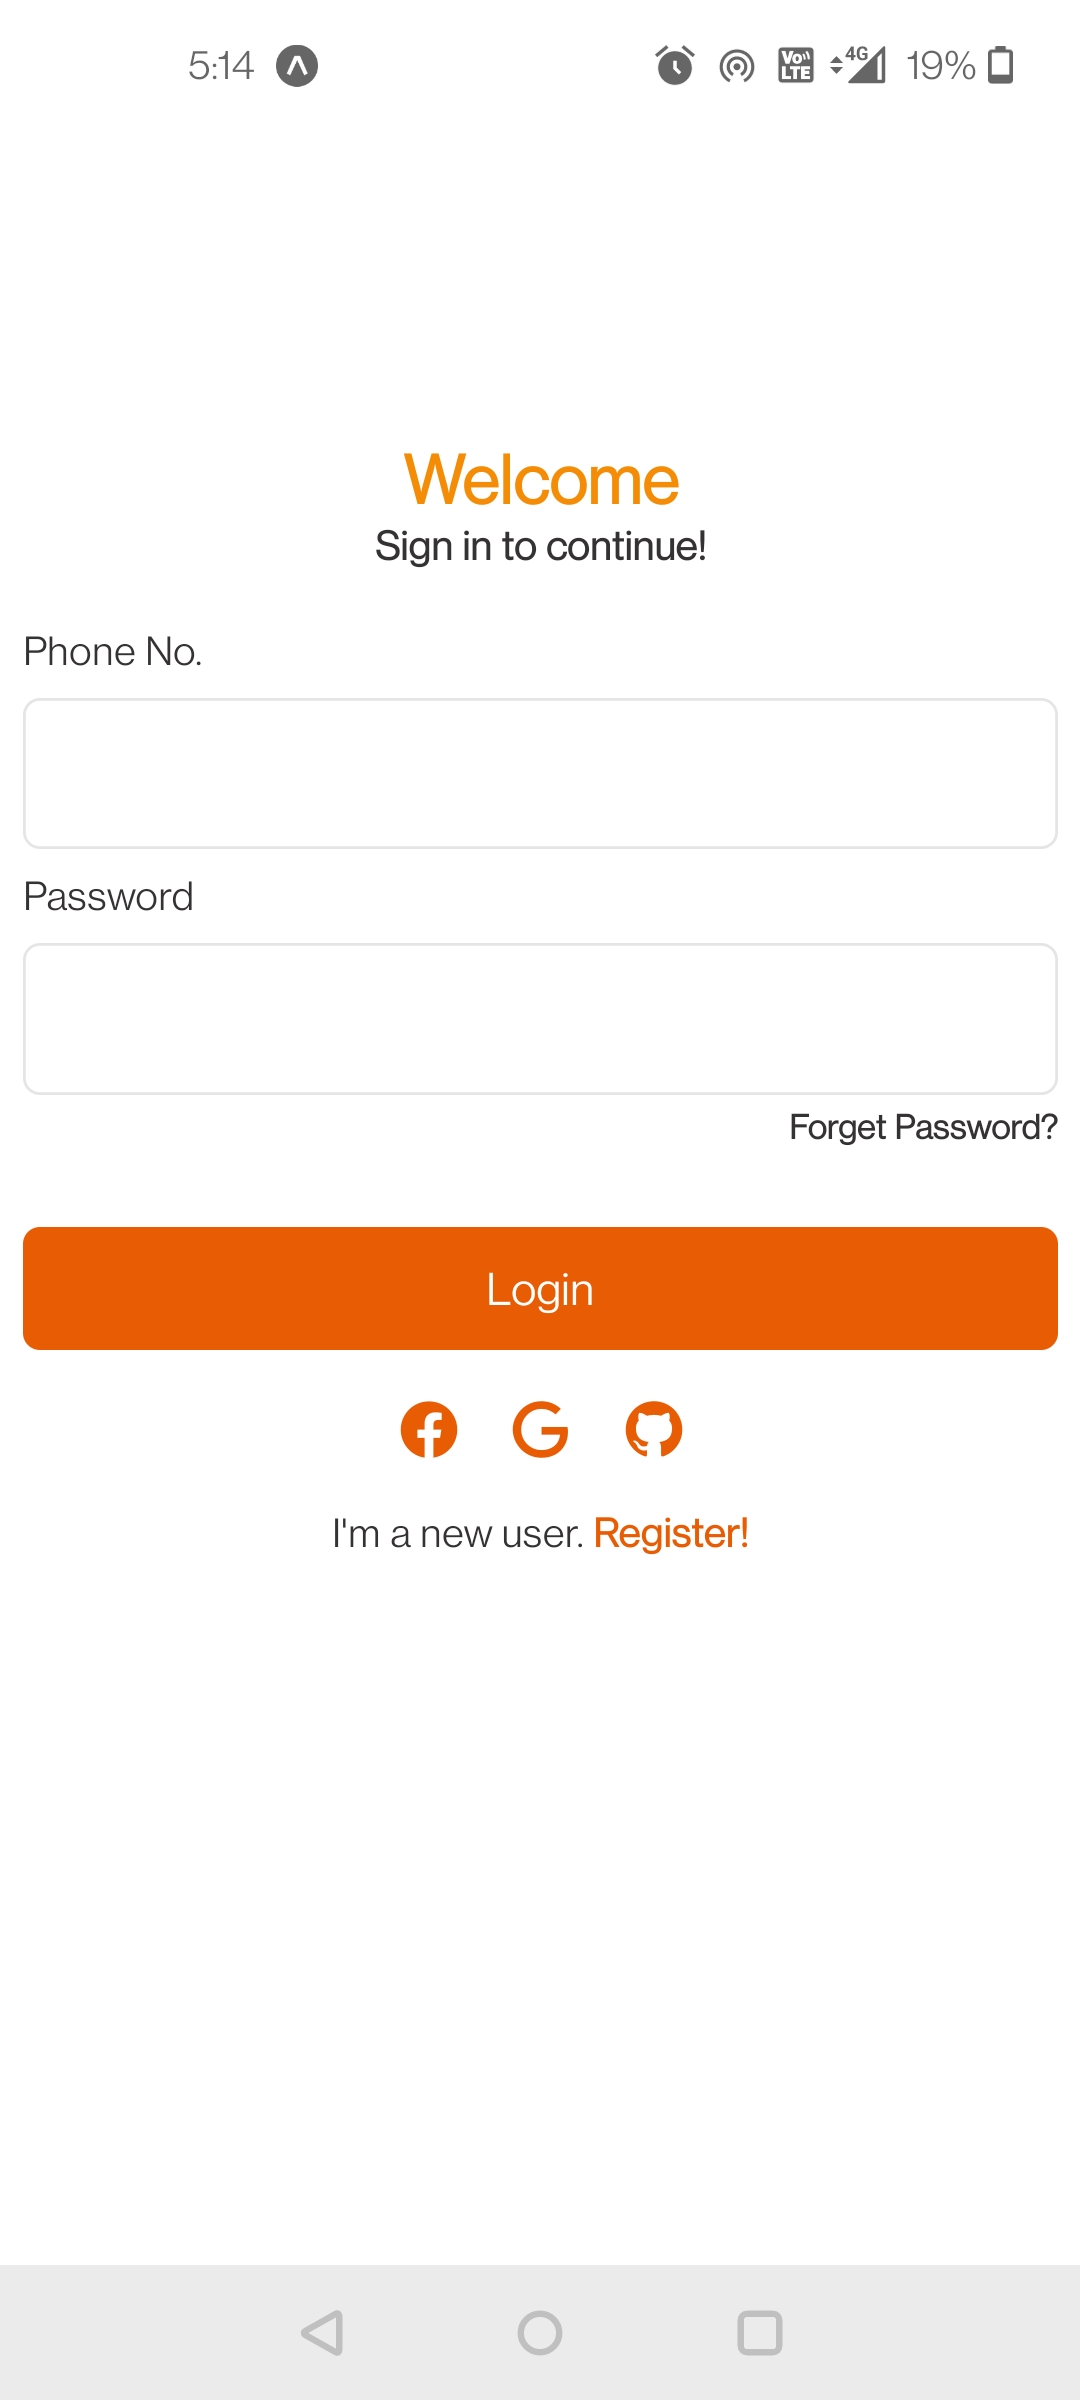 5:14 4G 19%
Vo LTE
Welcome
Sign in to continue!
Phone No.
Password
Forget Password?
Login
I'm a new user. Register!